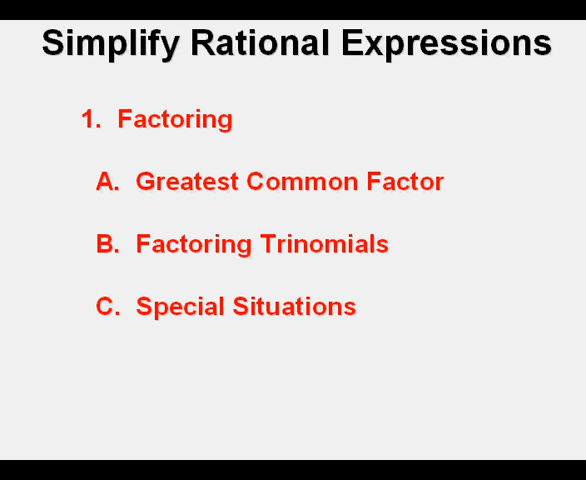 Simplify Rational Expressions
1. Factoring
A. Greatest Common Factor
B. Factoring Trinomials
C. Special Situations